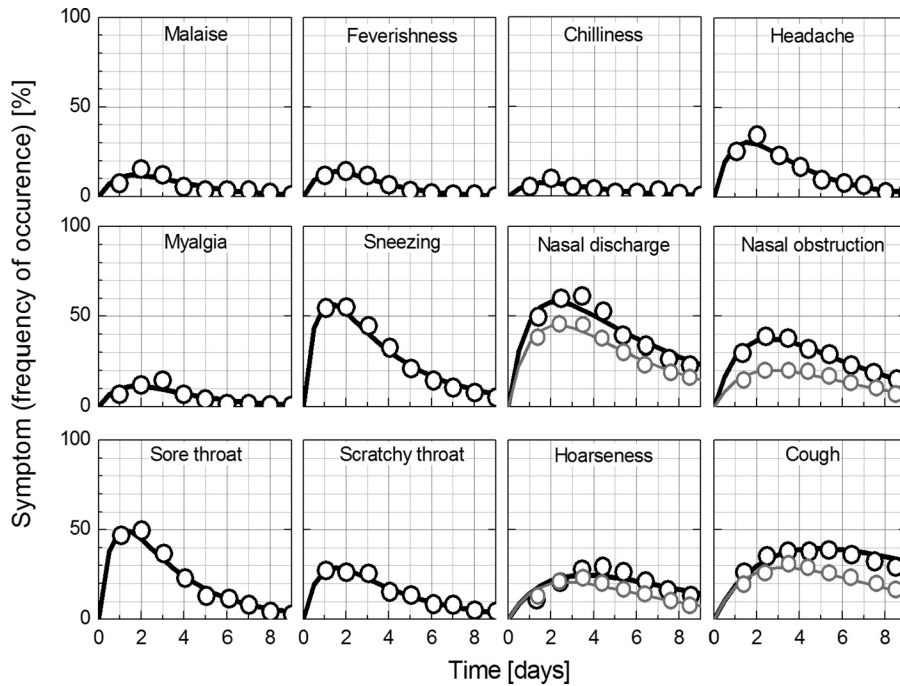 Symptom (frequency of occurrence) [%]
Malaise
Feverishness
Chilliness
Headache
100
50
0
Myalgia
Sneezing
Nasal discharge
Nasal obstruction
100
50
0
Sore throat
Scratchy throat
Hoarseness
Cough
100
50
0
0 2 4 6 8 0 2 4 6 8 0 2 4 6 8 0 2 4 6 8
Time [days]